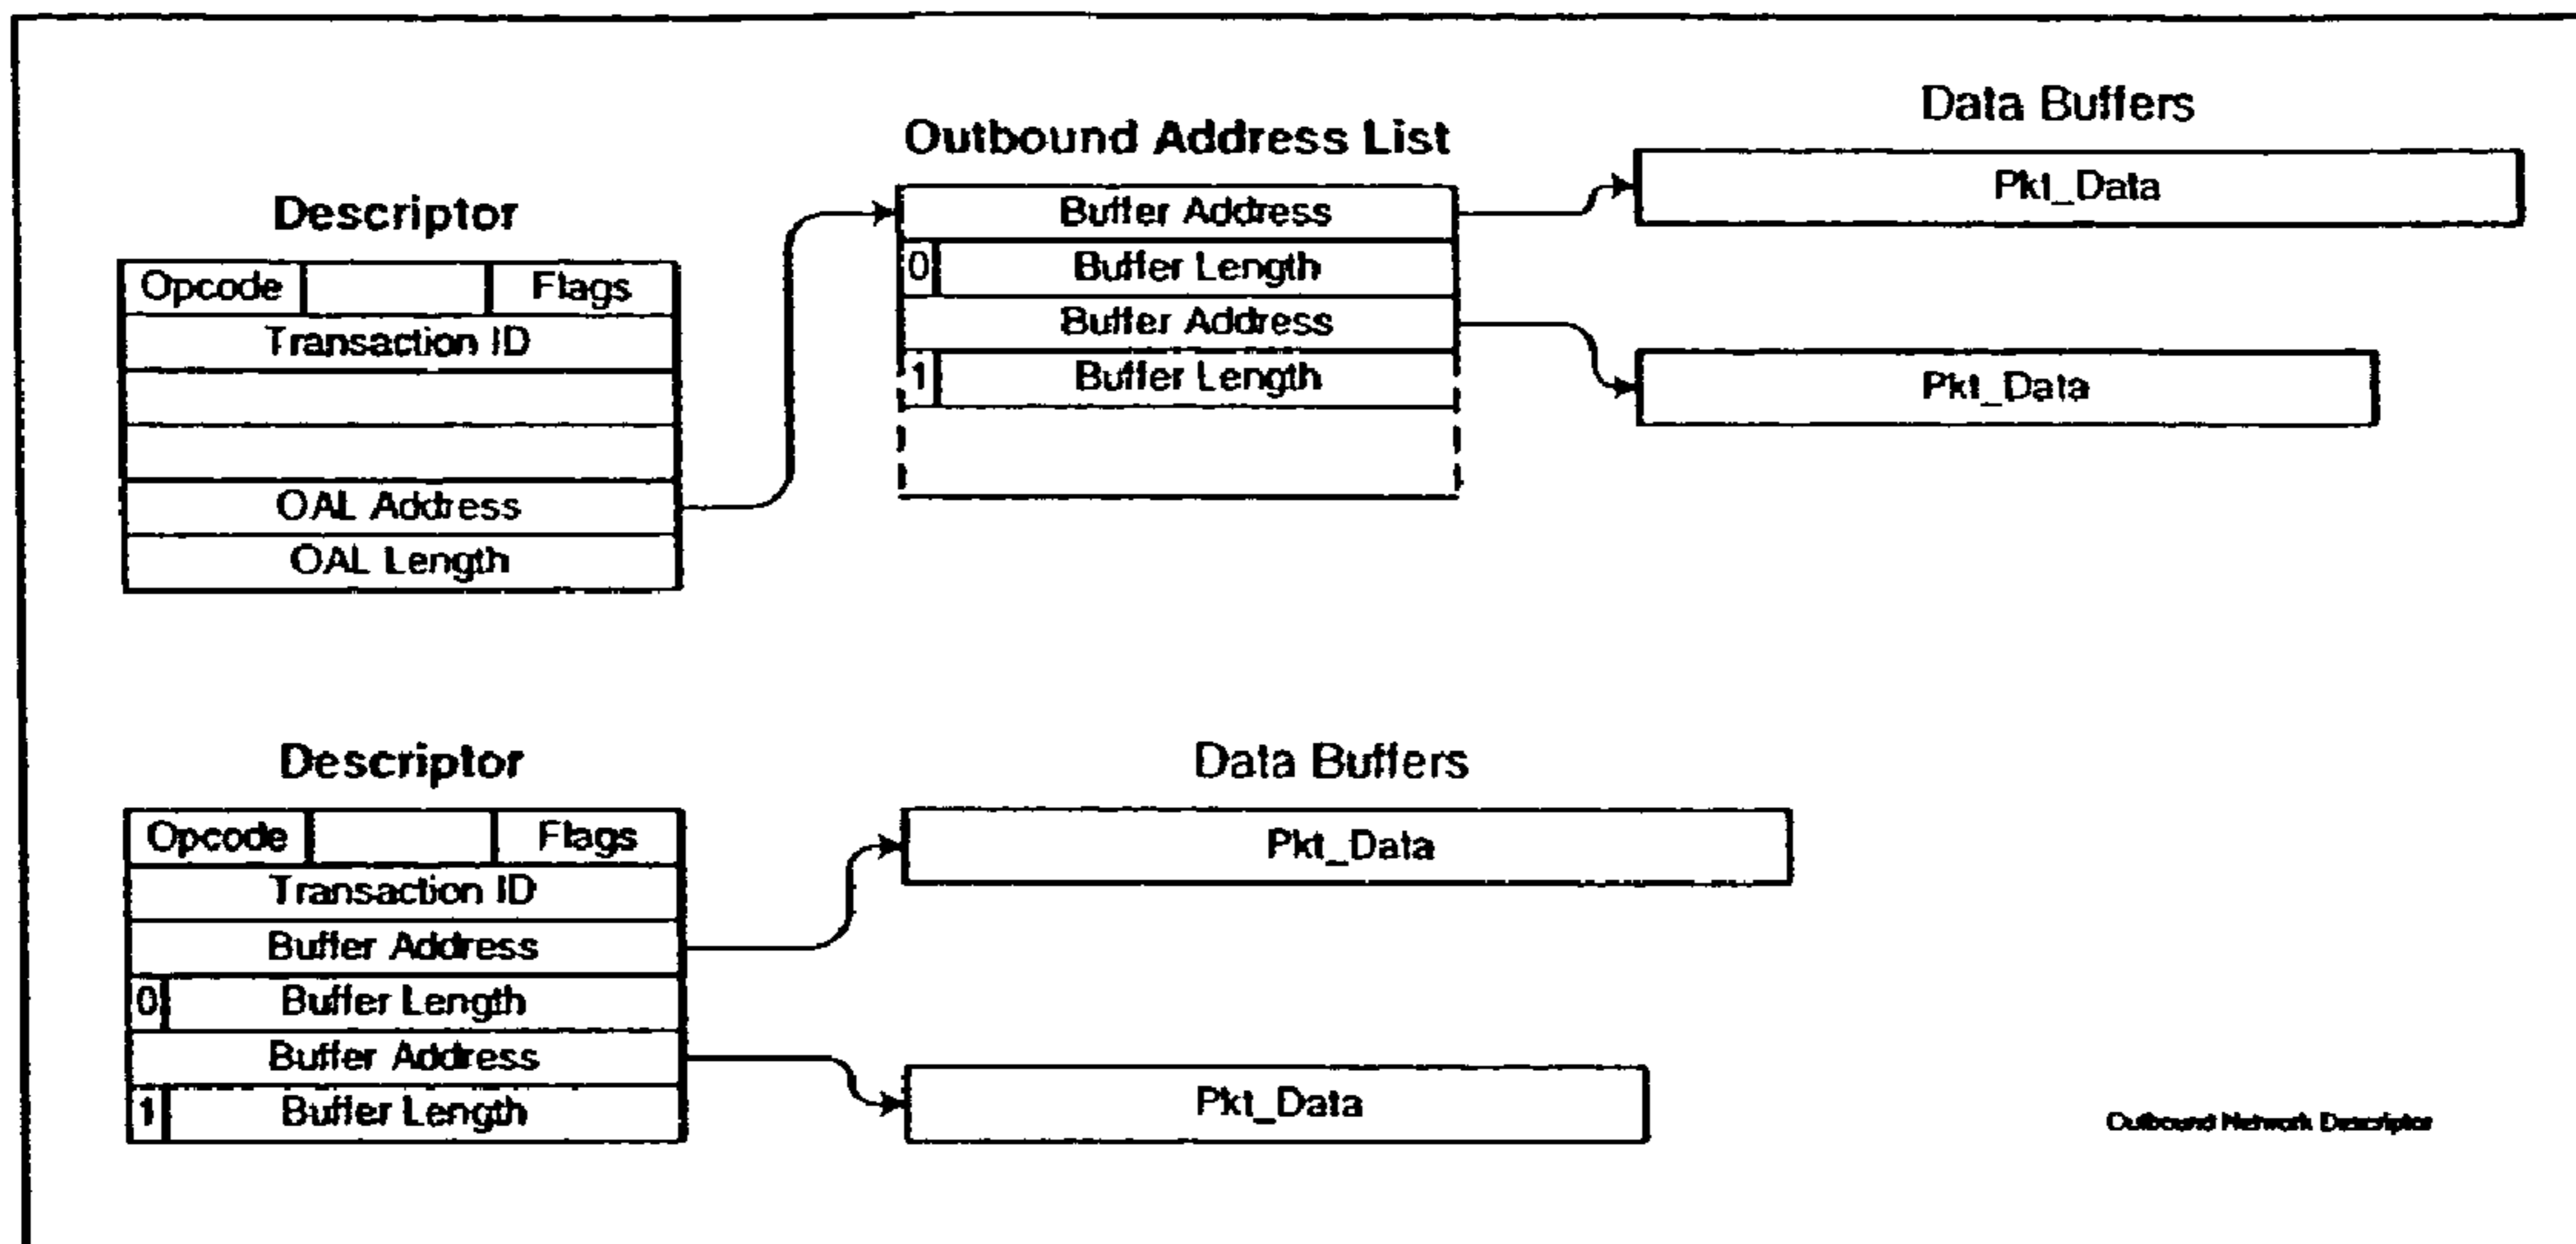 Data Buffers
Outbound Address List
Pkt_Data
Descriptor
Buffer Address
Opcode Flags
0 Buffer Length
Transaction ID
Buffer Address
1 Buffer Length
Pkt_Data
OAL Address
OAL Length
Descriptor
Data Buffers
Opcode Flags
Pkt_Data
Transaction ID
Buffer Address
0 Buffer Length
Buffer Address
1 Buffer Length
Pkt_Data
Outbound Network Descriptor